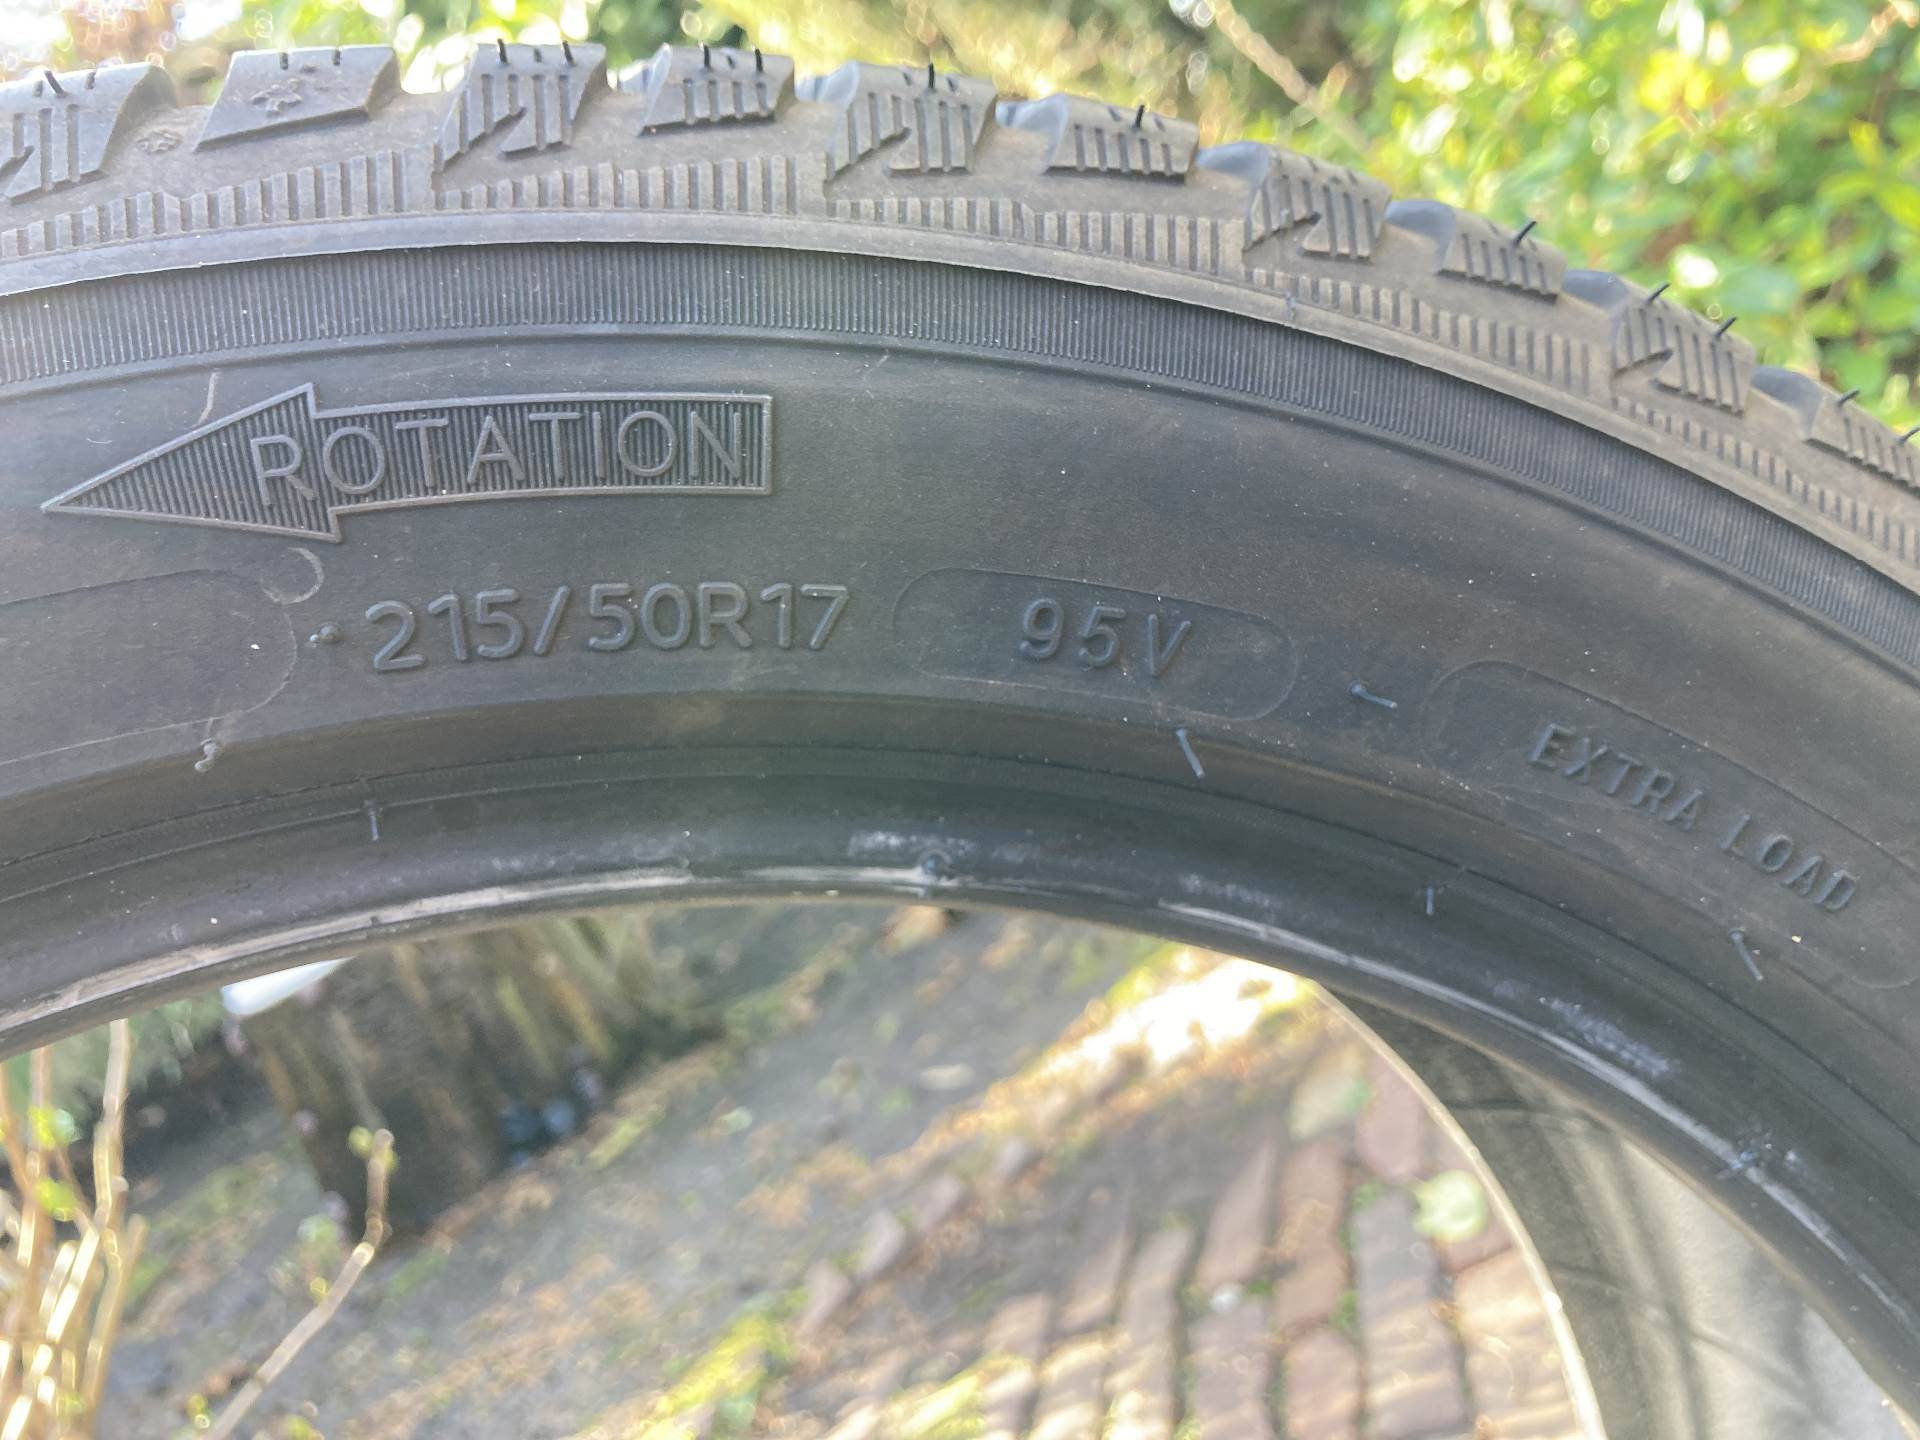 ROTATION
215/50R17 95V
EXTRA LOAD